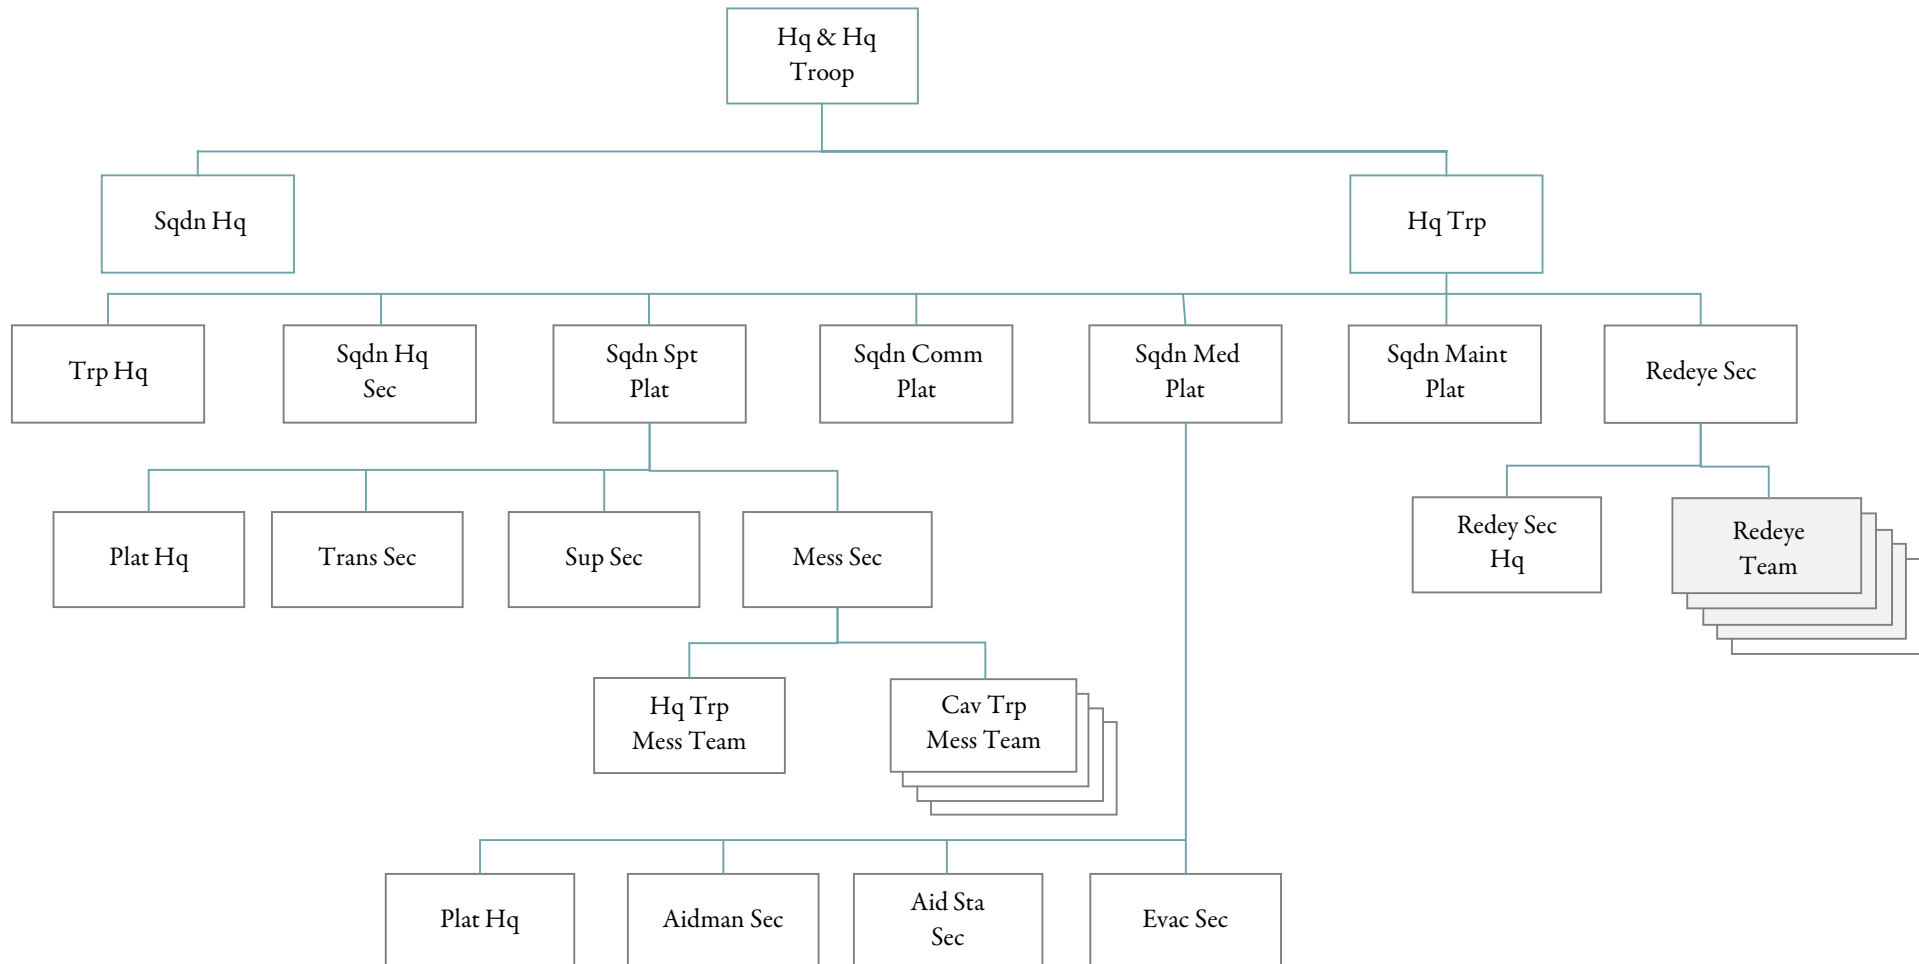 Hq & Hq
Troop
Sqdn Hq
Hq Trp
Trp Hq
Sqdn Hq
Sec
Sqdn Spt
Plat
Sqdn Comm
Plat
Sqdn Med
Plat
Sqdn Maint
Plat
Redeye Sec
Plat Hq
Trans Sec
Sup Sec
Mess Sec
Redey Sec
Hq
Redeye
Team
Hq Trp
Mess Team
Cav Trp
Mess Team
Plat Hq
Aidman Sec
Aid Sta
Sec
Evac Sec